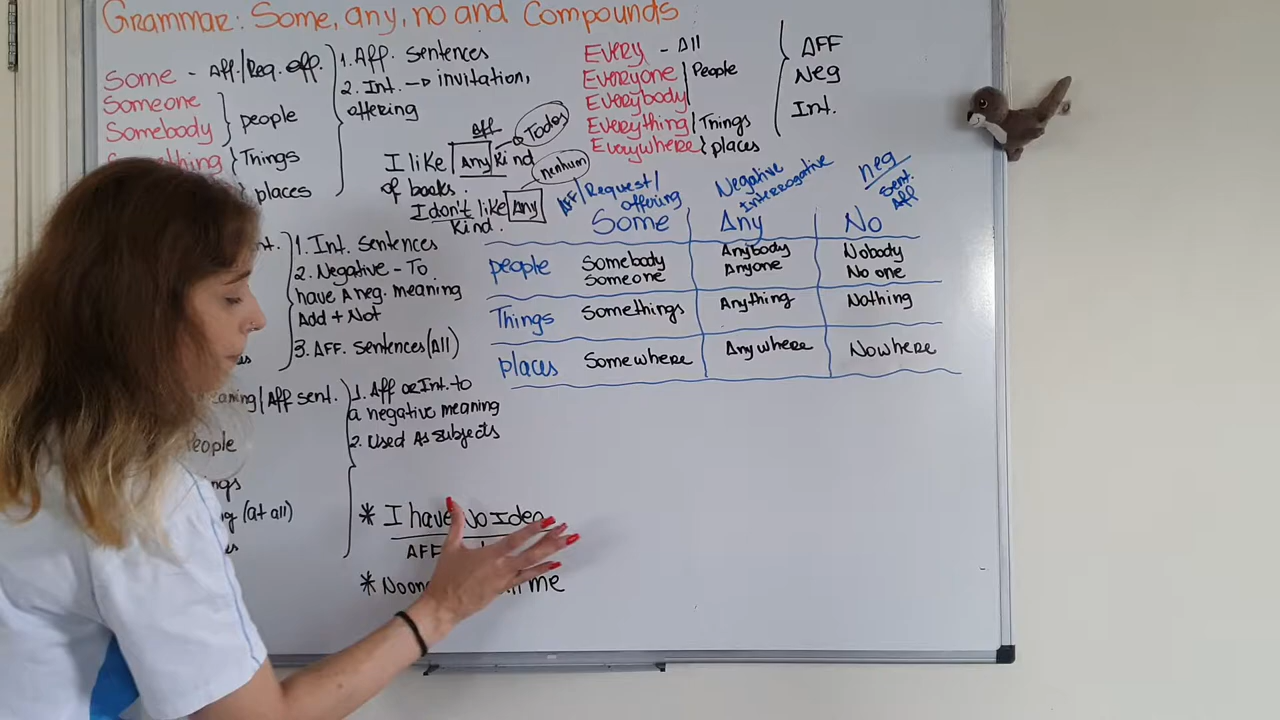 Grammar: Some, any, no and Compounds
Some - Aff./Req. off.
Someone
Somebody
people
Something
Things
places
1. Aff. sentences
2. Int. → invitation,
offering
Aff
Todos
I like Any kind
of books.
nenhum
I don't like Any
kind.
Every - All
Everyone
Everybody
People
Everything
Things
Everywhere
places
AFF
Neg
Int.
nt.
1. Int. sentences
2. Negative - To
have A neg. meaning
Add + Not
3. AFF. sentences (All)
AFF/Request/
offering
Negative
Interrogative
neg
sent.
Aff
Some Any No
people Somebody Anybody Nobody
Someone Anyone No one
Things Somethings Anything Nothing
places Somewhere Anywhere Nowhere
eaning/Aff sent.
people
ngs
(at all)
1. Aff or Int. to
a negative meaning
2. Used As subjects
* I have No Idea
AFF
* Noon me